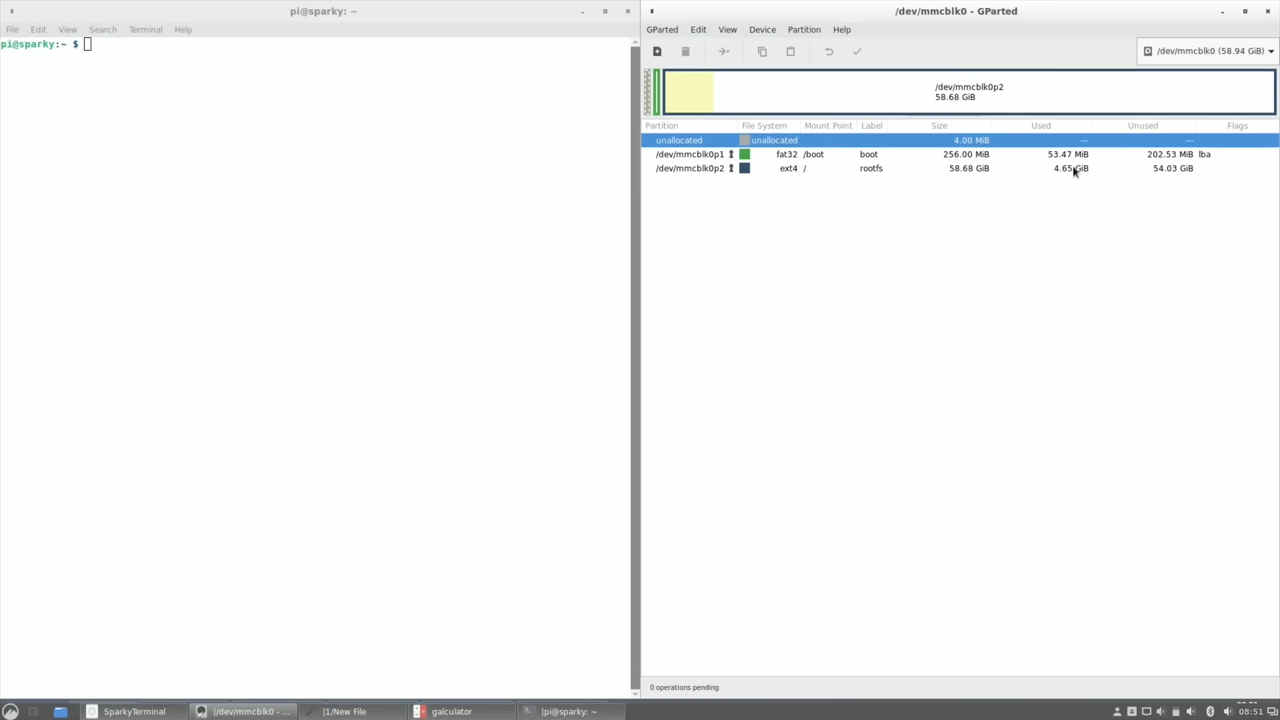 pi@sparky: ~
File Edit View Search Terminal Help
pi@sparky:~ $
/dev/mmcblk0 - GParted
GParted Edit View Device Partition Help
/dev/mmcblk0 (58.94 GiB)
/dev/mmcblk0p2
58.68 GiB
Partition File System Mount Point Label Size Used Unused Flags
unallocated unallocated 4.00 MiB --- ---
/dev/mmcblk0p1 fat32 /boot boot 256.00 MiB 53.47 MiB 202.53 MiB lba
/dev/mmcblk0p2 ext4 / rootfs 58.68 GiB 4.65 GiB 54.03 GiB
0 operations pending
SparkyTerminal |/dev/mmcblk0 - ... |1/New File galculator |pi@sparky: ~ 08:51